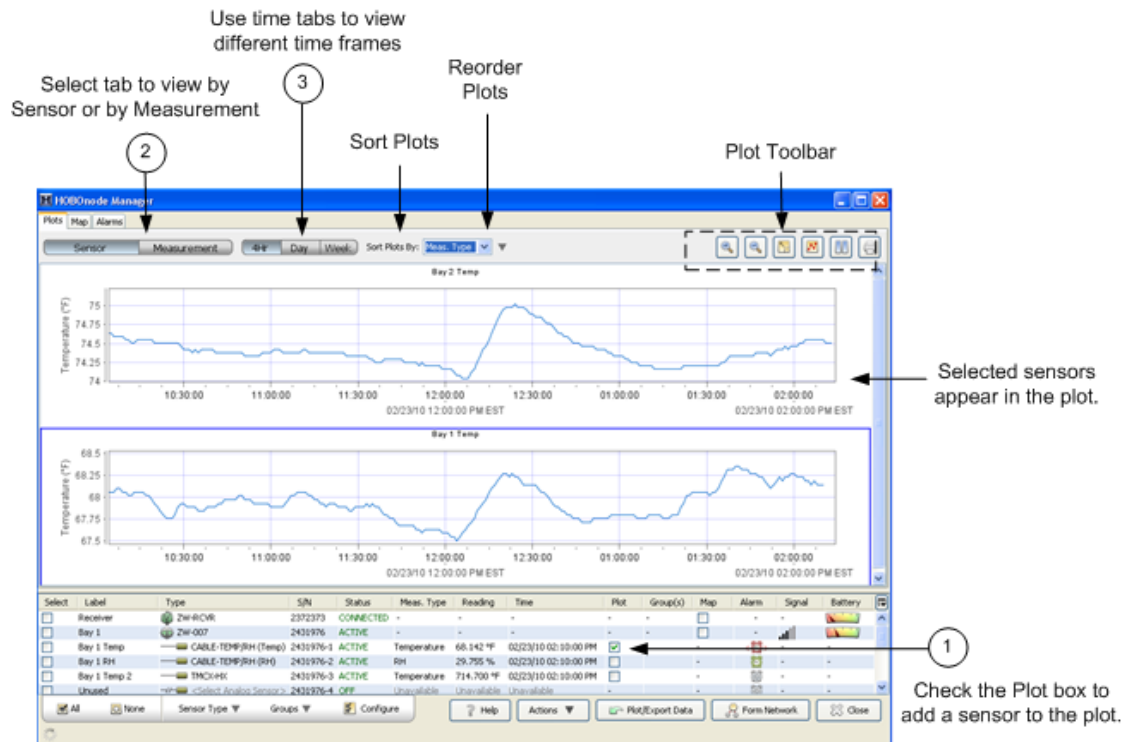 Use time tabs to view
different time frames
3
Reorder
Plots
Select tab to view by
Sensor or by Measurement
2
Sort Plots
Plot Toolbar
HOBOnode Manager
Plots Map Alarms
Sensor Measurement 4Hr Day Week Sort Plots By: Meas. Type
Bay 2 Temp
Temperature (°F)
75
74.75
74.5
74.25
74
10:30:00 11:00:00 11:30:00 12:00:00 12:30:00 01:00:00 01:30:00 02:00:00
02/23/10 12:00:00 PM EST 02/23/10 02:00:00 PM EST
Selected sensors
appear in the plot.
Bay 1 Temp
Temperature (°F)
68.5
68.25
68
67.75
67.5
10:30:00 11:00:00 11:30:00 12:00:00 12:30:00 01:00:00 01:30:00 02:00:00
02/23/10 12:00:00 PM EST 02/23/10 02:00:00 PM EST
Select Label Type S/N Status Meas. Type Reading Time Plot Group(s) Map Alarm Signal Battery
Receiver ZW-RCVR 2372373 CONNECTED - - - - - - - -
Bay 1 ZW-007 2431976 ACTIVE - - - - - -
Bay 1 Temp CABLE-TEMP/RH (Temp) 2431976-1 ACTIVE Temperature 68.142 °F 02/23/10 02:10:00 PM - - - -
Bay 1 RH CABLE-TEMP/RH (RH) 2431976-2 ACTIVE RH 29.755 % 02/23/10 02:10:00 PM - - - -
Bay 1 Temp 2 TMCX-HX 2431976-3 ACTIVE Temperature 714.700 °F 02/23/10 02:10:00 PM - - - -
Unused <Select Analog Sensor> 2431976-4 OFF Unavailable Unavailable Unavailable - - - -
1
Check the Plot box to
add a sensor to the plot.
All None Sensor Type Groups Configure ? Help Actions Plot/Export Data Form Network Close